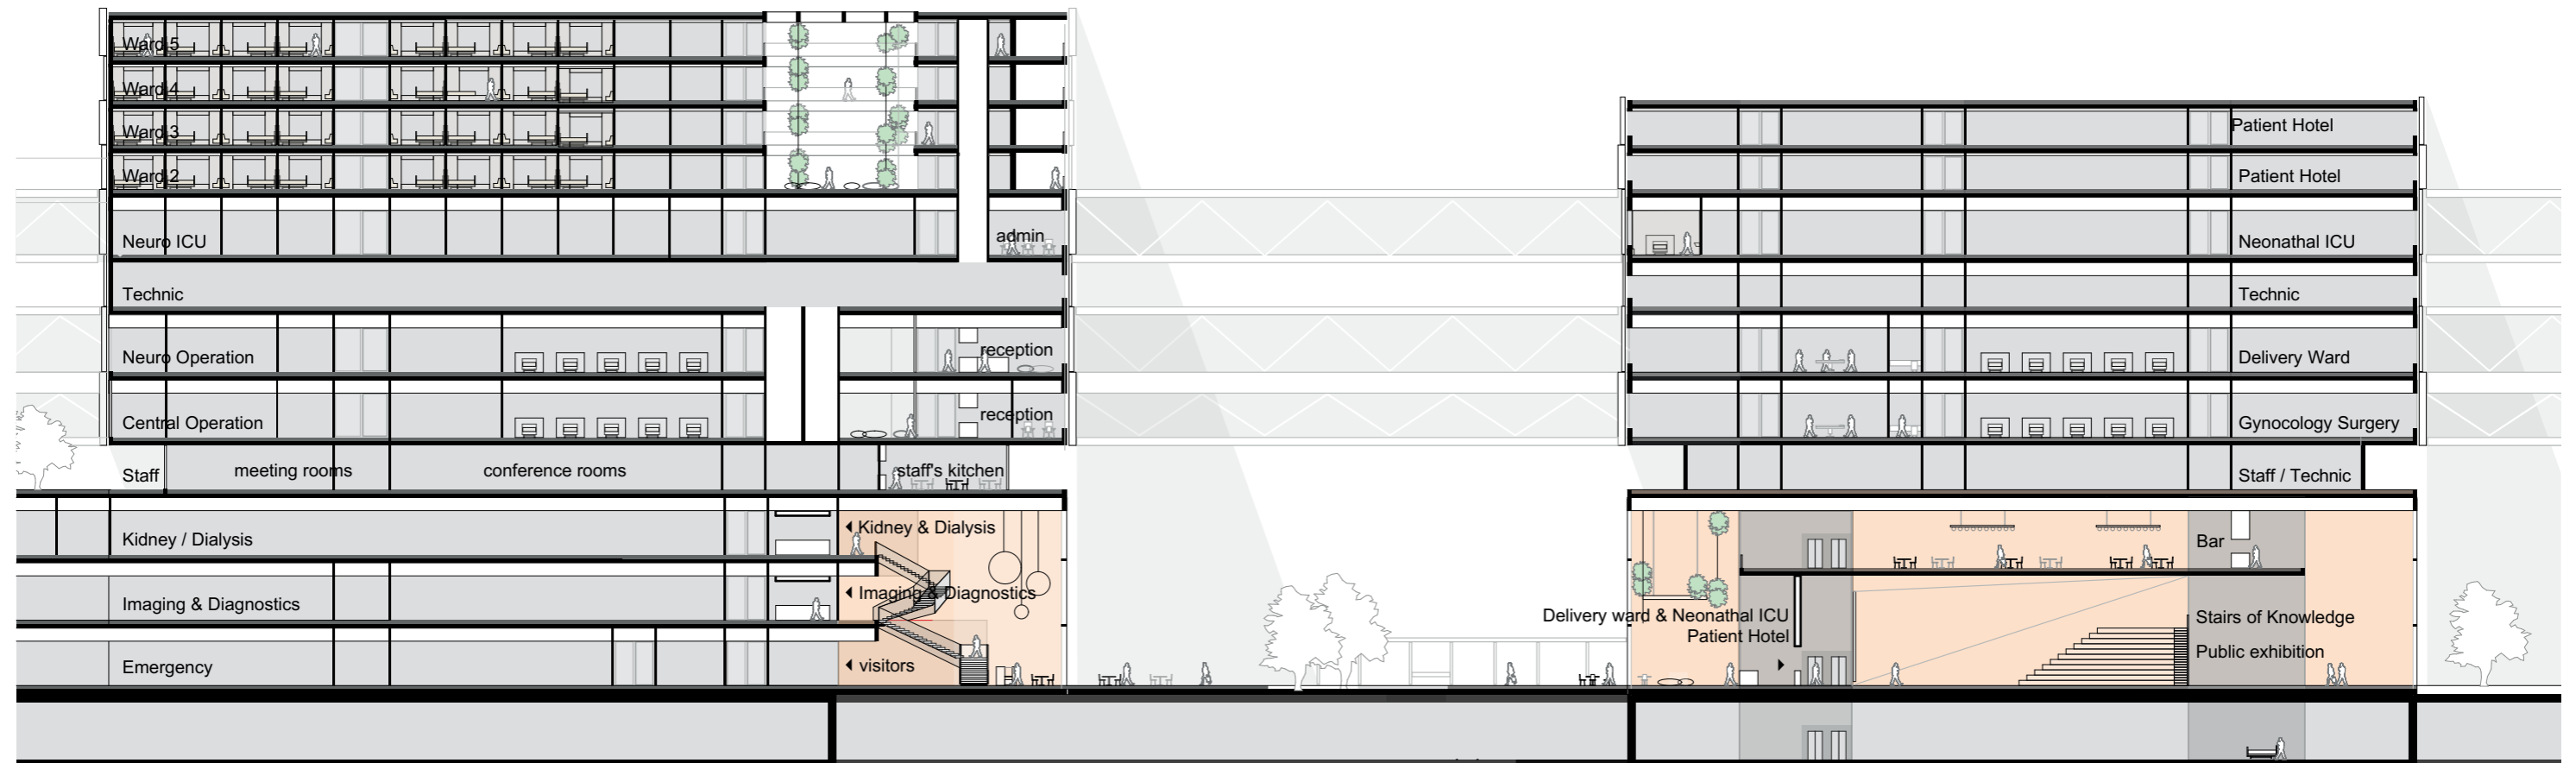 Ward 5
Ward 4
Ward 3
Ward 2
Neuro ICU
admin
Technic
Neuro Operation
reception
Central Operation
reception
Staff
meeting rooms
conference rooms
staff's kitchen
Kidney / Dialysis
Kidney & Dialysis
Imaging & Diagnostics
Imaging & Diagnostics
Emergency
visitors
Patient Hotel
Patient Hotel
Neonathal ICU
Technic
Delivery Ward
Gynocology Surgery
Staff / Technic
Bar
Delivery ward & Neonathal ICU
Patient Hotel
Stairs of Knowledge
Public exhibition